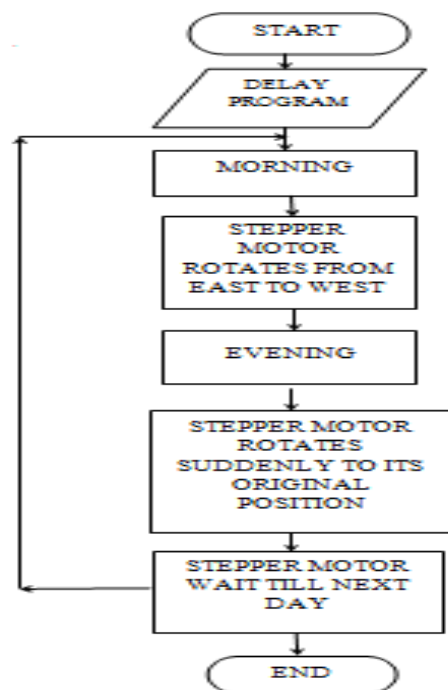 START
DELAY
PROGRAM
MORNING
STEPPER
MOTOR
ROTATES FROM
EAST TO WEST
EVENING
STEPPER MOTOR
ROTATES
SUDDENLY TO ITS
ORIGINAL
POSITION
STEPPER MOTOR
WAIT TILL NEXT
DAY
END